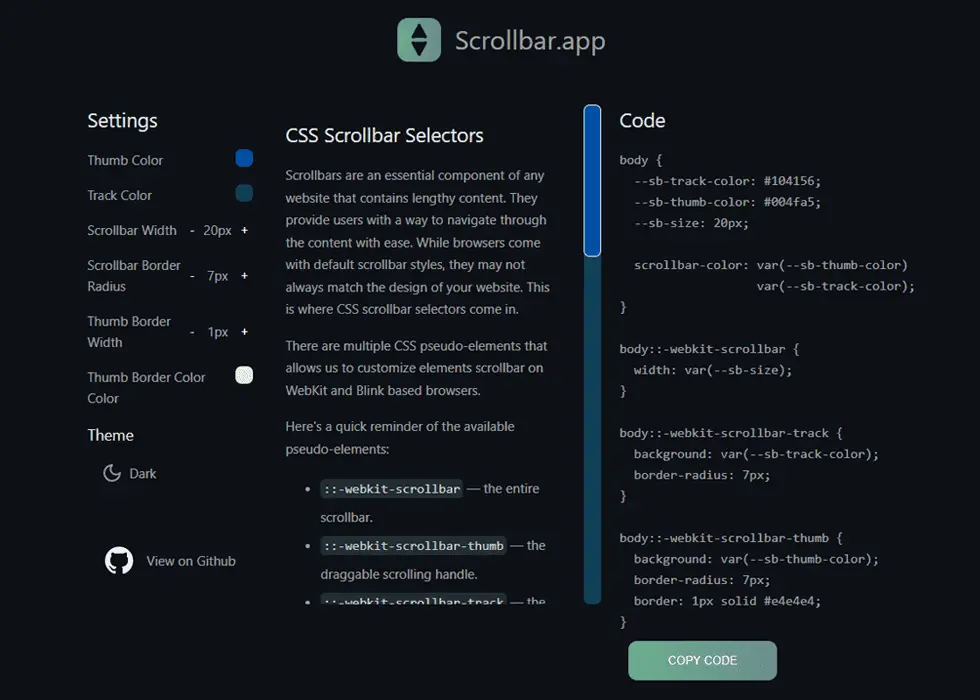 Scrollbar.app
Settings
Thumb Color
Track Color
Scrollbar Width - 20px +
Scrollbar Border
Radius
- 7px +
Thumb Border
Width
- 1px +
Thumb Border Color
Color
Theme
Dark
View on Github
CSS Scrollbar Selectors
Scrollbars are an essential component of any
website that contains lengthy content. They
provide users with a way to navigate through
the content with ease. While browsers come
with default scrollbar styles, they may not
always match the design of your website. This
is where CSS scrollbar selectors come in.
There are multiple CSS pseudo-elements that
allows us to customize elements scrollbar on
WebKit and Blink based browsers.
Here's a quick reminder of the available
pseudo-elements:
• ::-webkit-scrollbar — the entire
scrollbar.
• ::-webkit-scrollbar-thumb — the
draggable scrolling handle.
• ::-webkit-scrollbar-track — the
Code
body {
  --sb-track-color: #104156;
  --sb-thumb-color: #004fa5;
  --sb-size: 20px;
  scrollbar-color: var(--sb-thumb-color)
                   var(--sb-track-color);
}
body::-webkit-scrollbar {
  width: var(--sb-size);
}
body::-webkit-scrollbar-track {
  background: var(--sb-track-color);
  border-radius: 7px;
}
body::-webkit-scrollbar-thumb {
  background: var(--sb-thumb-color);
  border-radius: 7px;
  border: 1px solid #e4e4e4;
}
COPY CODE